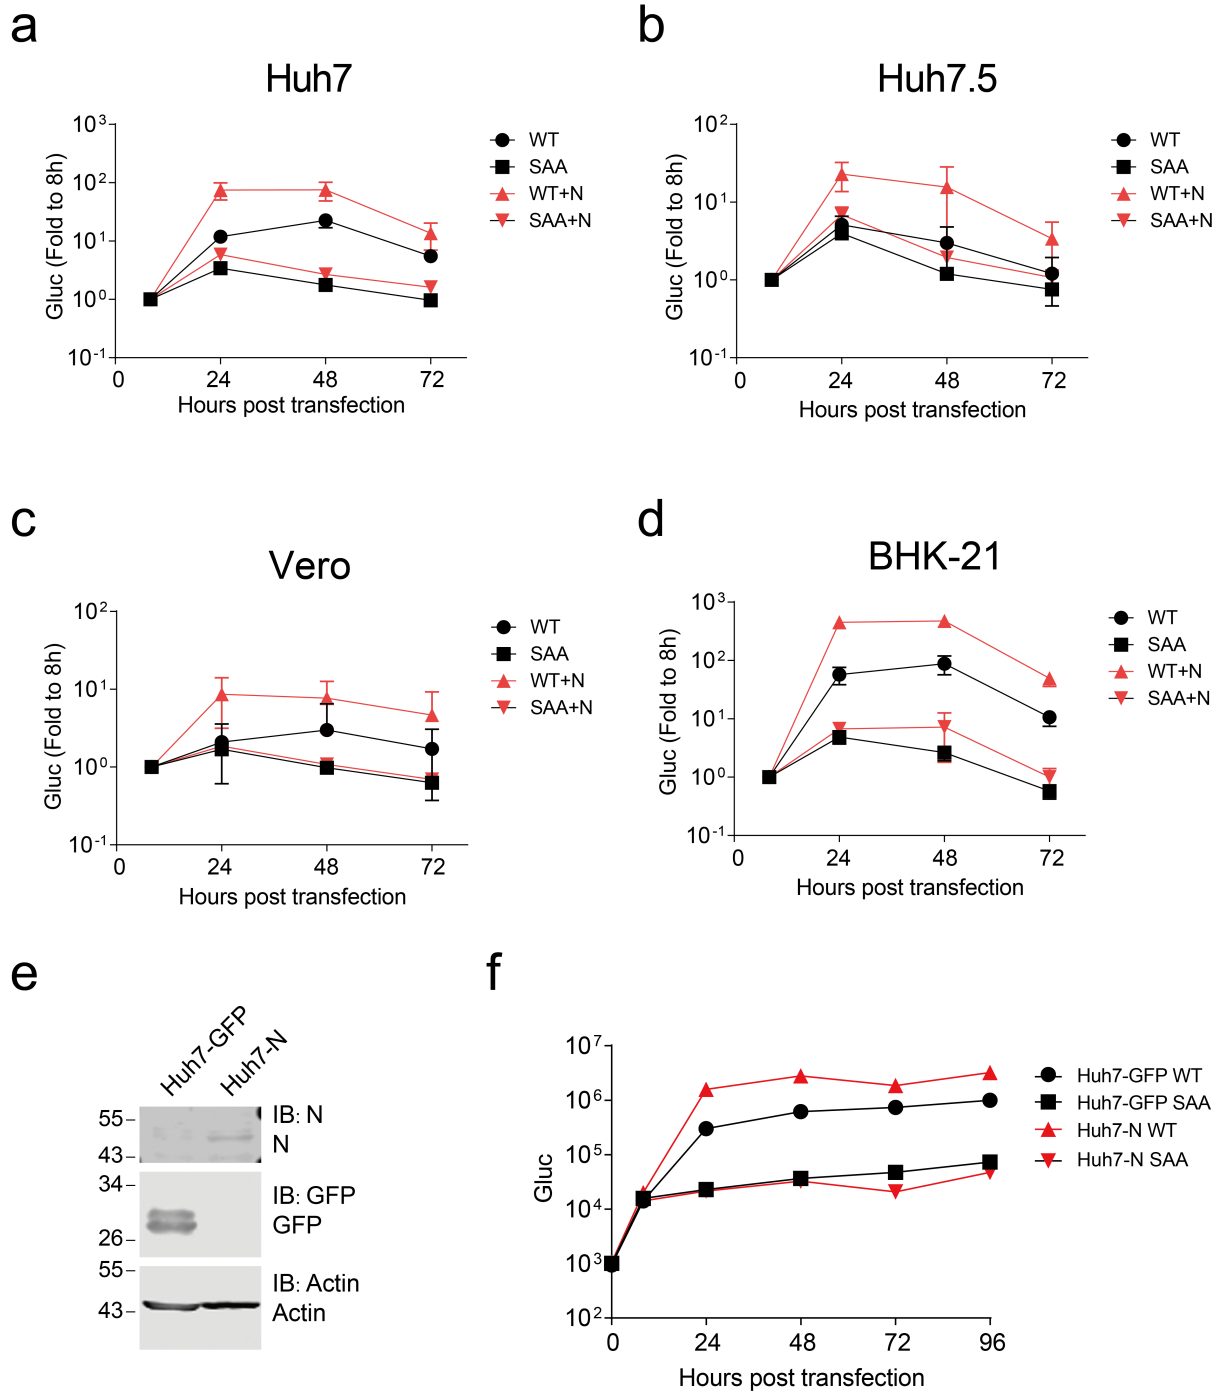 a
Huh7
10³
10²
10¹
10⁰
10⁻¹
Gluc (Fold to 8h)
0 24 48 72
Hours post transfection
WT
SAA
WT+N
SAA+N
b
Huh7.5
10²
10¹
10⁰
10⁻¹
Gluc (Fold to 8h)
0 24 48 72
Hours post transfection
WT
SAA
WT+N
SAA+N
c
Vero
10²
10¹
10⁰
10⁻¹
Gluc (Fold to 8h)
0 24 48 72
Hours post transfection
WT
SAA
WT+N
SAA+N
d
BHK-21
10³
10²
10¹
10⁰
10⁻¹
Gluc (Fold to 8h)
0 24 48 72
Hours post transfection
WT
SAA
WT+N
SAA+N
e
Huh7-GFP
Huh7-N
55
43
IB: N
N
34
26
IB: GFP
GFP
55
43
IB: Actin
Actin
f
10⁷
10⁶
10⁵
10⁴
10³
10²
Gluc
0 24 48 72 96
Hours post transfection
Huh7-GFP WT
Huh7-GFP SAA
Huh7-N WT
Huh7-N SAA